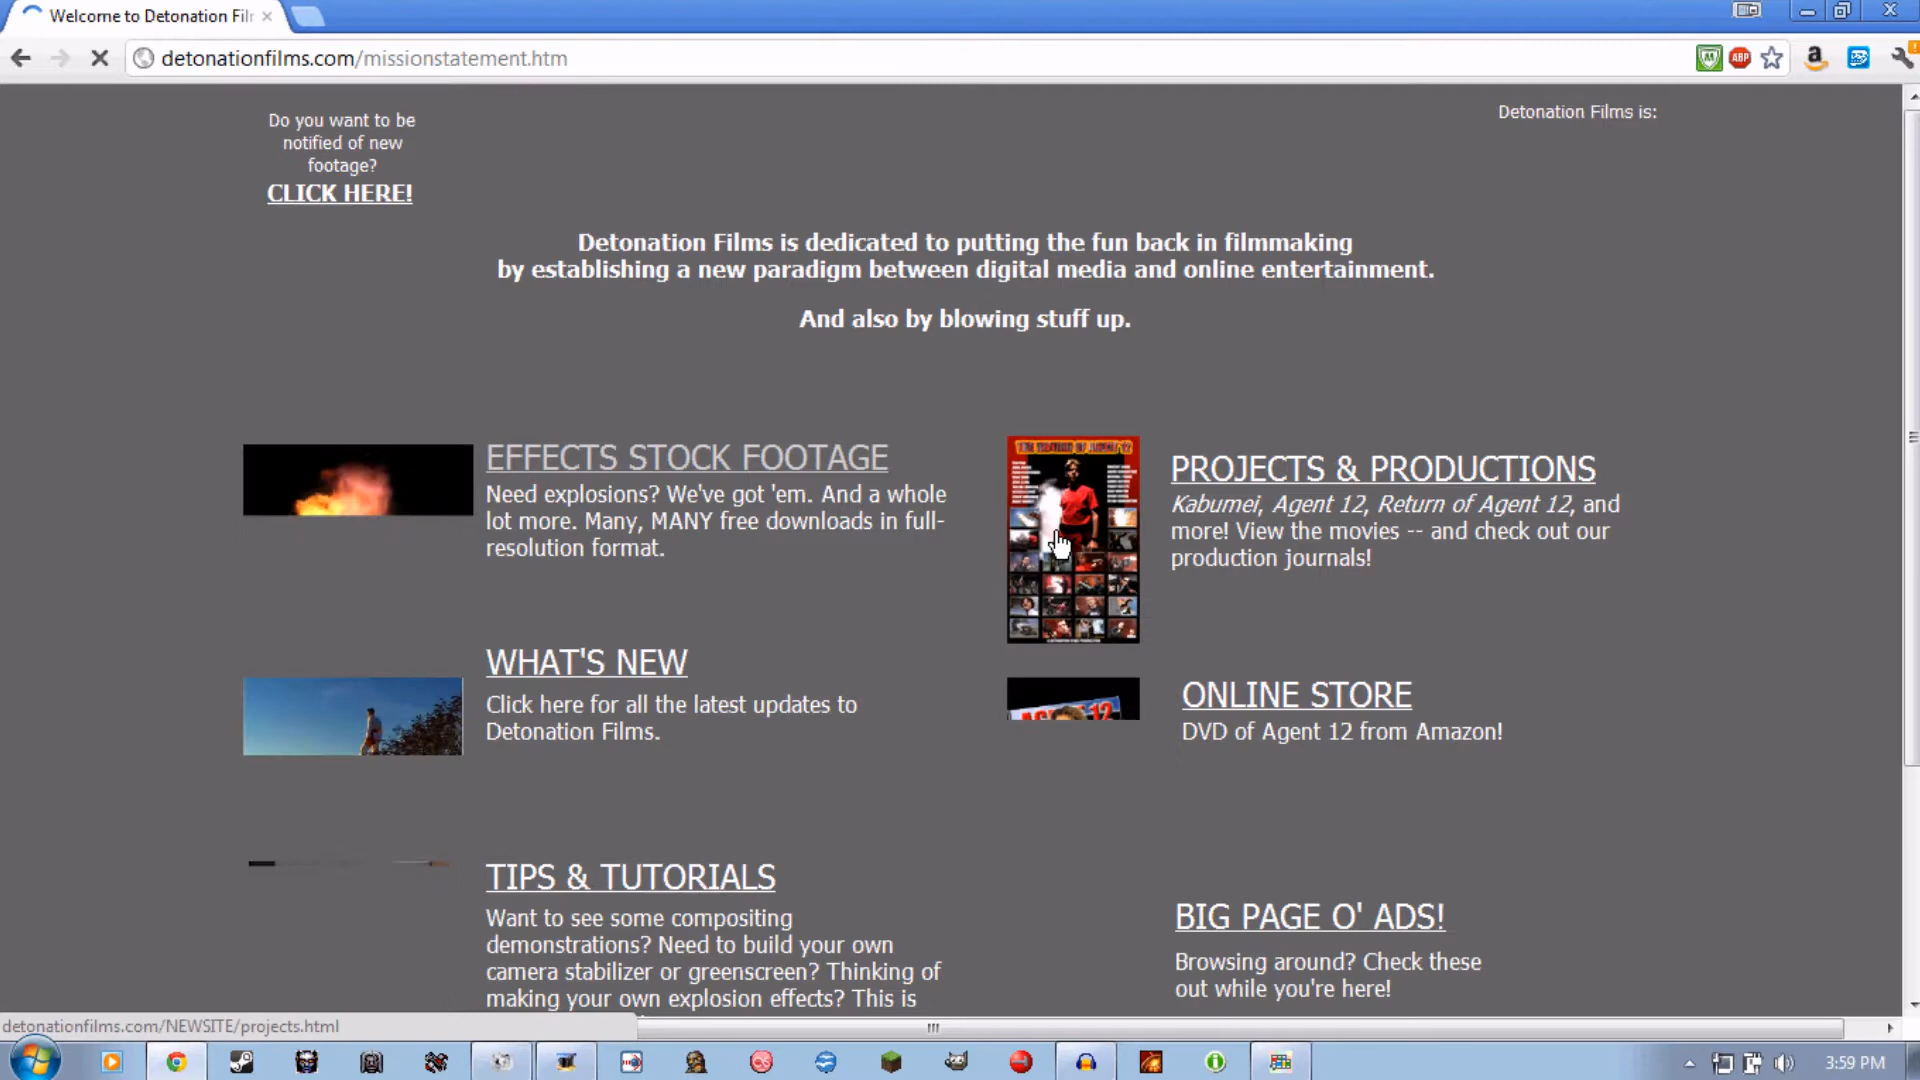 Welcome to Detonation Fil
detonationfilms.com/missionstatement.htm
ABP
Do you want to be
notified of new
footage?
CLICK HERE!
Detonation Films is:
Detonation Films is dedicated to putting the fun back in filmmaking
by establishing a new paradigm between digital media and online entertainment.
And also by blowing stuff up.
EFFECTS STOCK FOOTAGE
Need explosions? We've got 'em. And a whole
lot more. Many, MANY free downloads in full-
resolution format.
PROJECTS & PRODUCTIONS
Kabumei, Agent 12, Return of Agent 12, and
more! View the movies -- and check out our
production journals!
WHAT'S NEW
Click here for all the latest updates to
Detonation Films.
AGENT 12
ONLINE STORE
DVD of Agent 12 from Amazon!
TIPS & TUTORIALS
Want to see some compositing
demonstrations? Need to build your own
camera stabilizer or greenscreen? Thinking of
making your own explosion effects? This is
BIG PAGE O' ADS!
Browsing around? Check these
out while you're here!
detonationfilms.com/NEWSITE/projects.html
3:59 PM